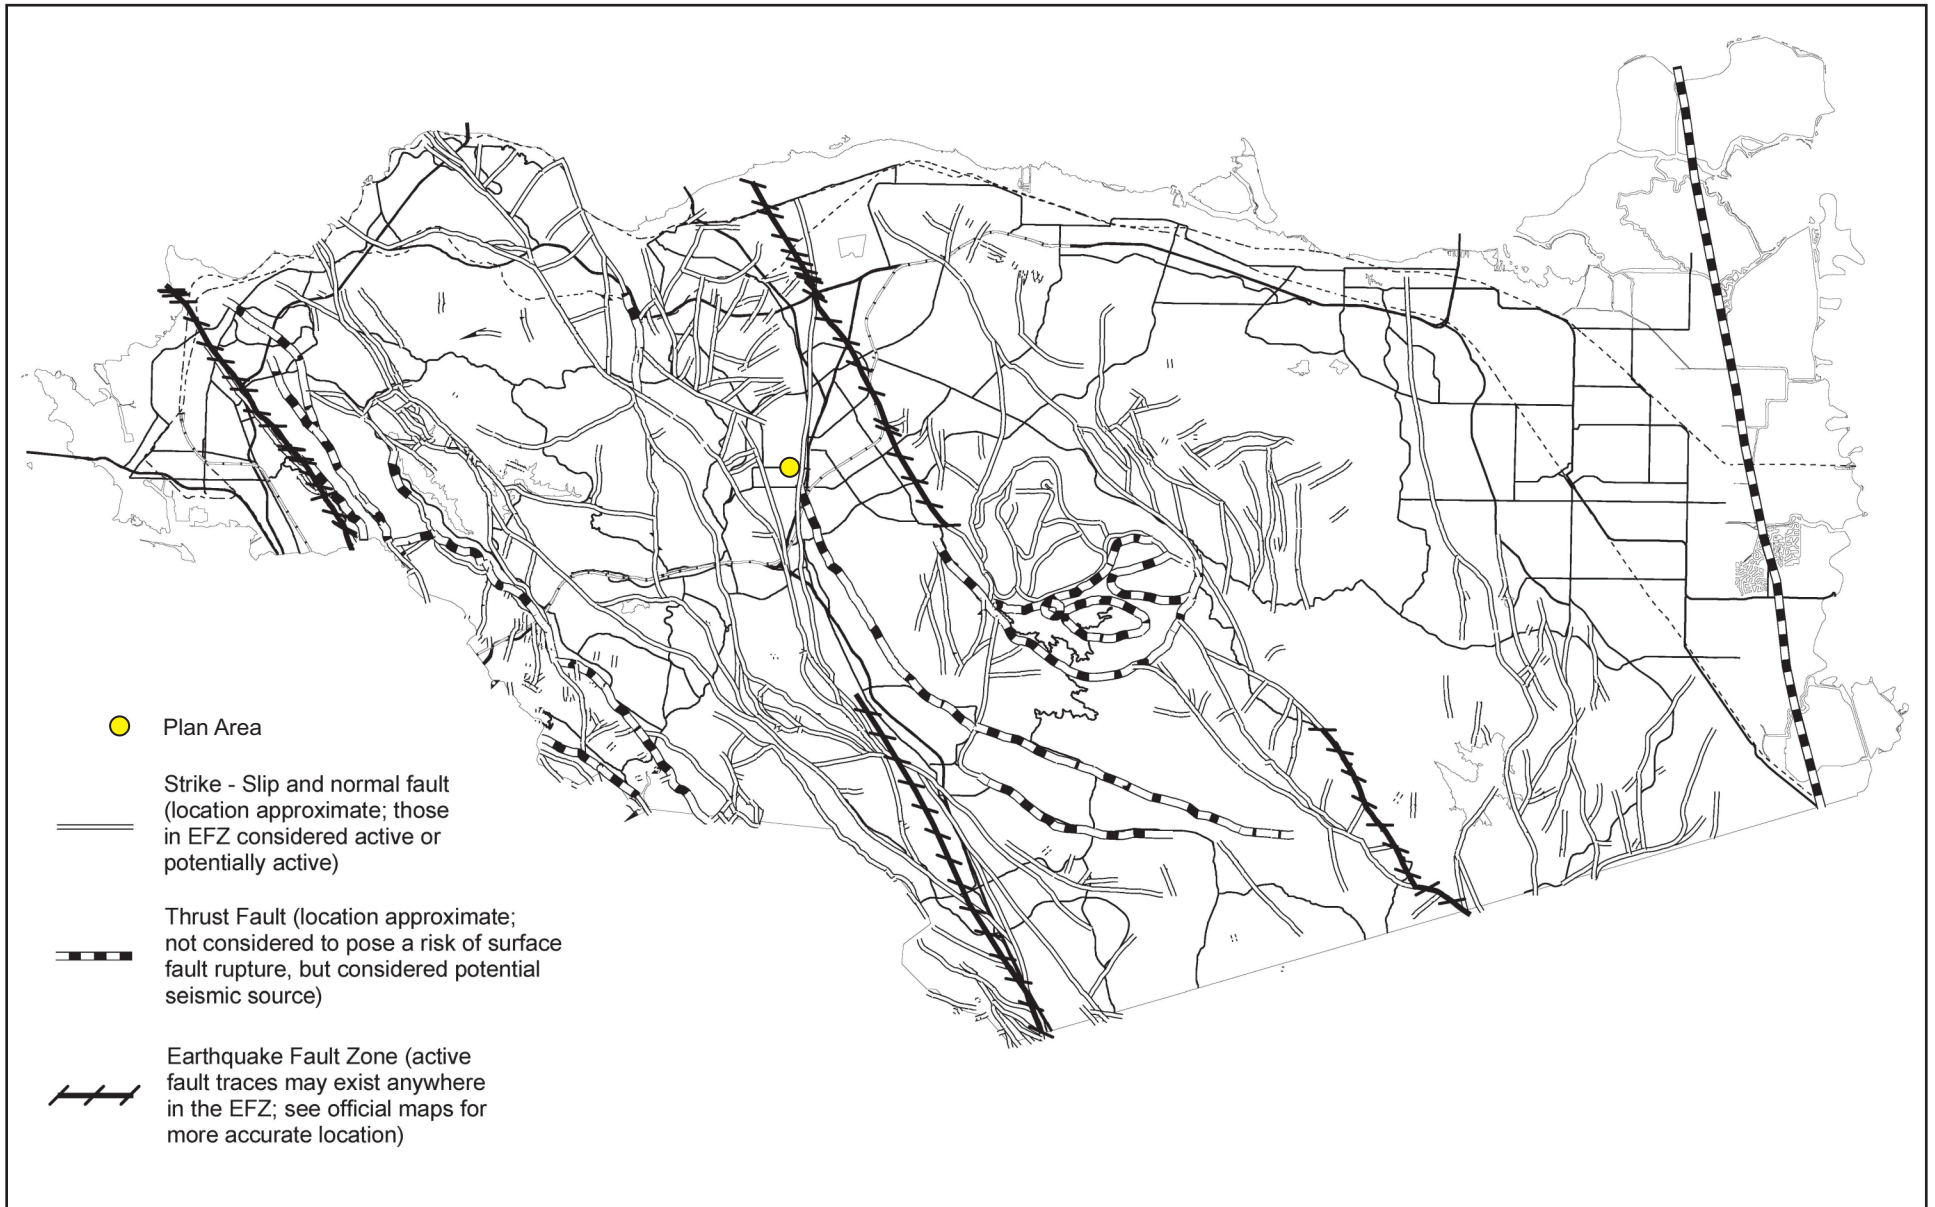 Plan Area
Strike - Slip and normal fault
(location approximate; those
in EFZ considered active or
potentially active)
Thrust Fault (location approximate;
not considered to pose a risk of surface
fault rupture, but considered potential
seismic source)
Earthquake Fault Zone (active
fault traces may exist anywhere
in the EFZ; see official maps for
more accurate location)